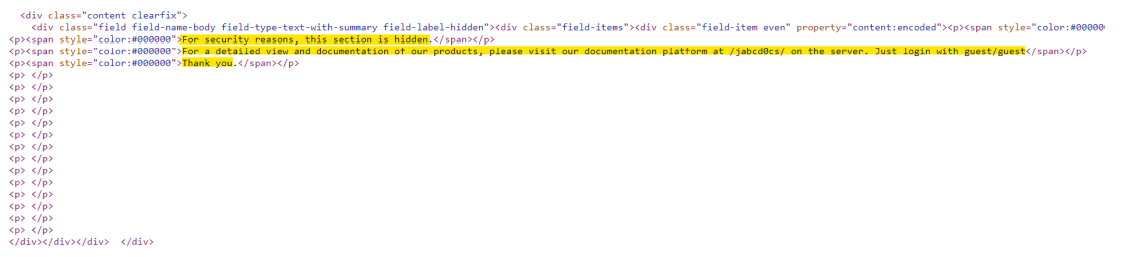 <div class="content clearfix">
<div class="field field-name-body field-type-text-with-summary field-label-hidden"><div class="field-items"><div class="field-item even" property="content:encoded"><p><span style="color:#00000
<p><span style="color:#000000">For security reasons, this section is hidden.</span></p>
<p><span style="color:#000000">For a detailed view and documentation of our products, please visit our documentation platform at /jabcd0cs/ on the server. Just login with guest/guest</span></p>
<p><span style="color:#000000">Thank you.</span></p>
<p> </p>
<p> </p>
<p> </p>
<p> </p>
<p> </p>
<p> </p>
<p> </p>
<p> </p>
<p> </p>
<p> </p>
<p> </p>
<p> </p>
<p> </p>
<p> </p>
</div></div></div>  </div>